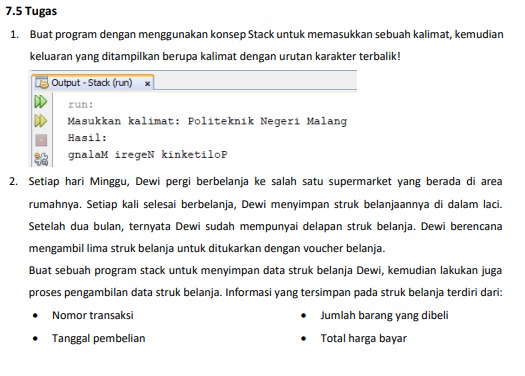 7.5 Tugas
1. Buat program dengan menggunakan konsep Stack untuk memasukkan sebuah kalimat, kemudian
keluaran yang ditampilkan berupa kalimat dengan urutan karakter terbalik!
Output - Stack (run) ×
run:
Masukkan kalimat: Politeknik Negeri Malang
Hasil:
gnalaM iregeN kinketiloP
2. Setiap hari Minggu, Dewi pergi berbelanja ke salah satu supermarket yang berada di area
rumahnya. Setiap kali selesai berbelanja, Dewi menyimpan struk belanjaannya di dalam laci.
Setelah dua bulan, ternyata Dewi sudah mempunyai delapan struk belanja. Dewi berencana
mengambil lima struk belanja untuk ditukarkan dengan voucher belanja.
Buat sebuah program stack untuk menyimpan data struk belanja Dewi, kemudian lakukan juga
proses pengambilan data struk belanja. Informasi yang tersimpan pada struk belanja terdiri dari:
• Nomor transaksi
• Tanggal pembelian
• Jumlah barang yang dibeli
• Total harga bayar